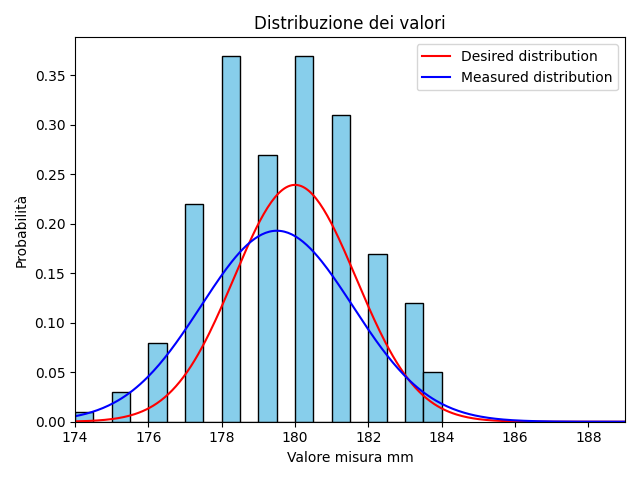 Distribuzione dei valori
Desired distribution
Measured distribution
Probabilità
0.35
0.30
0.25
0.20
0.15
0.10
0.05
0.00
174 176 178 180 182 184 186 188
Valore misura mm